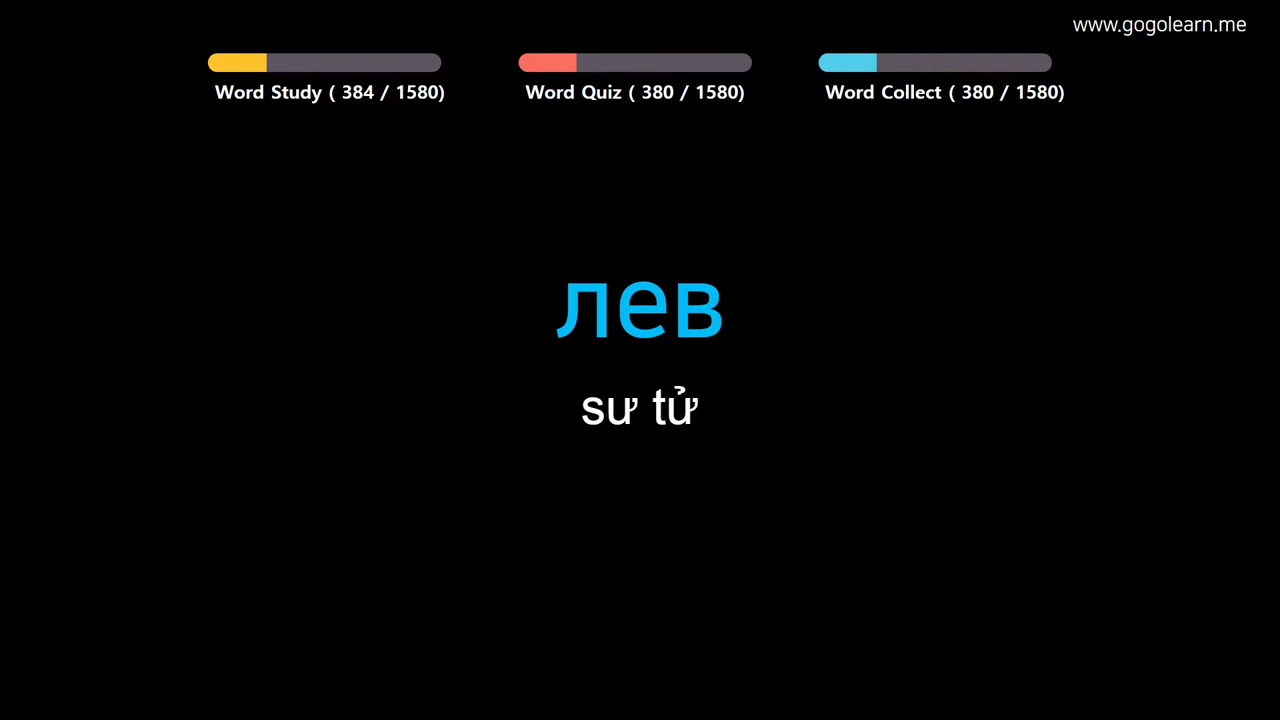 www.gogolearn.me
Word Study ( 384 / 1580)
Word Quiz ( 380 / 1580)
Word Collect ( 380 / 1580)
лев
sư tử